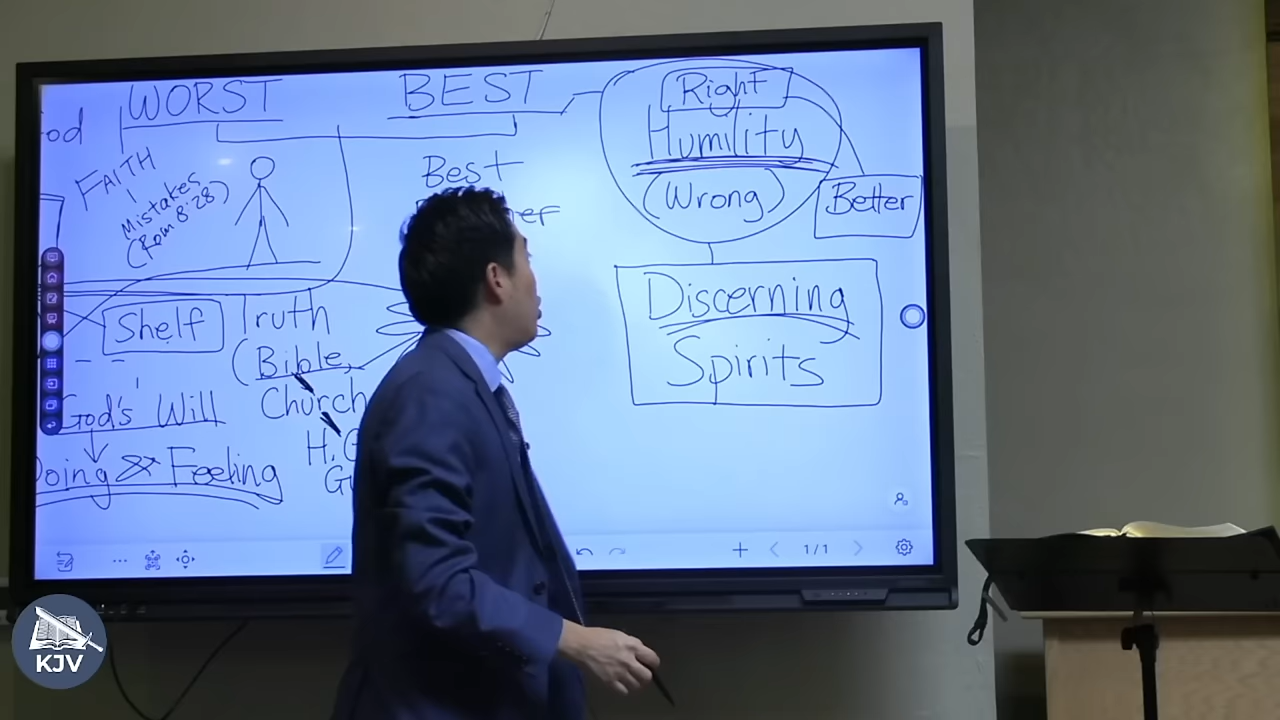 WORST
BEST
Right
Humility
(Wrong)
Better
FAITH
Mistakes
(Rom 8:28)
Best
Shelf
Truth
(Bible,
Church
God's Will
Doing & Feeling
Discerning
Spirits
1/1
KJV